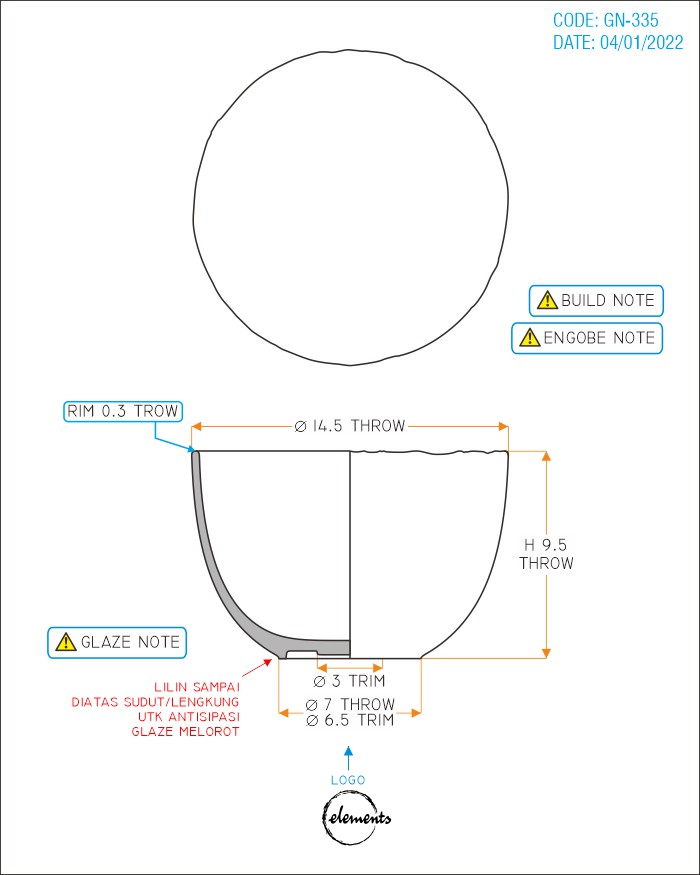 CODE: GN-335
DATE: 04/01/2022
BUILD NOTE
ENGOBE NOTE
RIM 0.3 TROW
Ø 14.5 THROW
H 9.5
THROW
GLAZE NOTE
LILIN SAMPAI
DIATAS SUDUT/LENGKUNG
UTK ANTISIPASI
GLAZE MELOROT
Ø 3 TRIM
Ø 7 THROW
Ø 6.5 TRIM
LOGO
elements